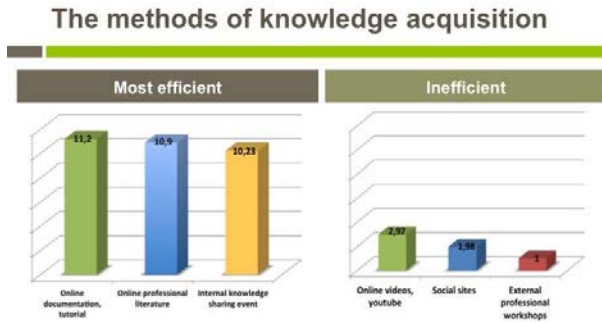 The methods of knowledge acquisition
Most efficient
11,2
10,9
10,23
Online
documentation,
tutorial
Online professional
literature
Internal knowledge
sharing event
Inefficient
2,97
1,98
1
Online videos,
youtube
Social sites
External
professional
workshops